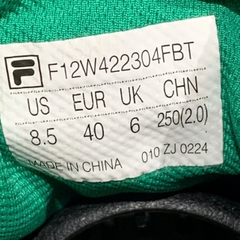 F12W422304FBT
US EUR UK CHN
8.5 40 6 250(2.0)
MADE IN CHINA 010 ZJ 0224